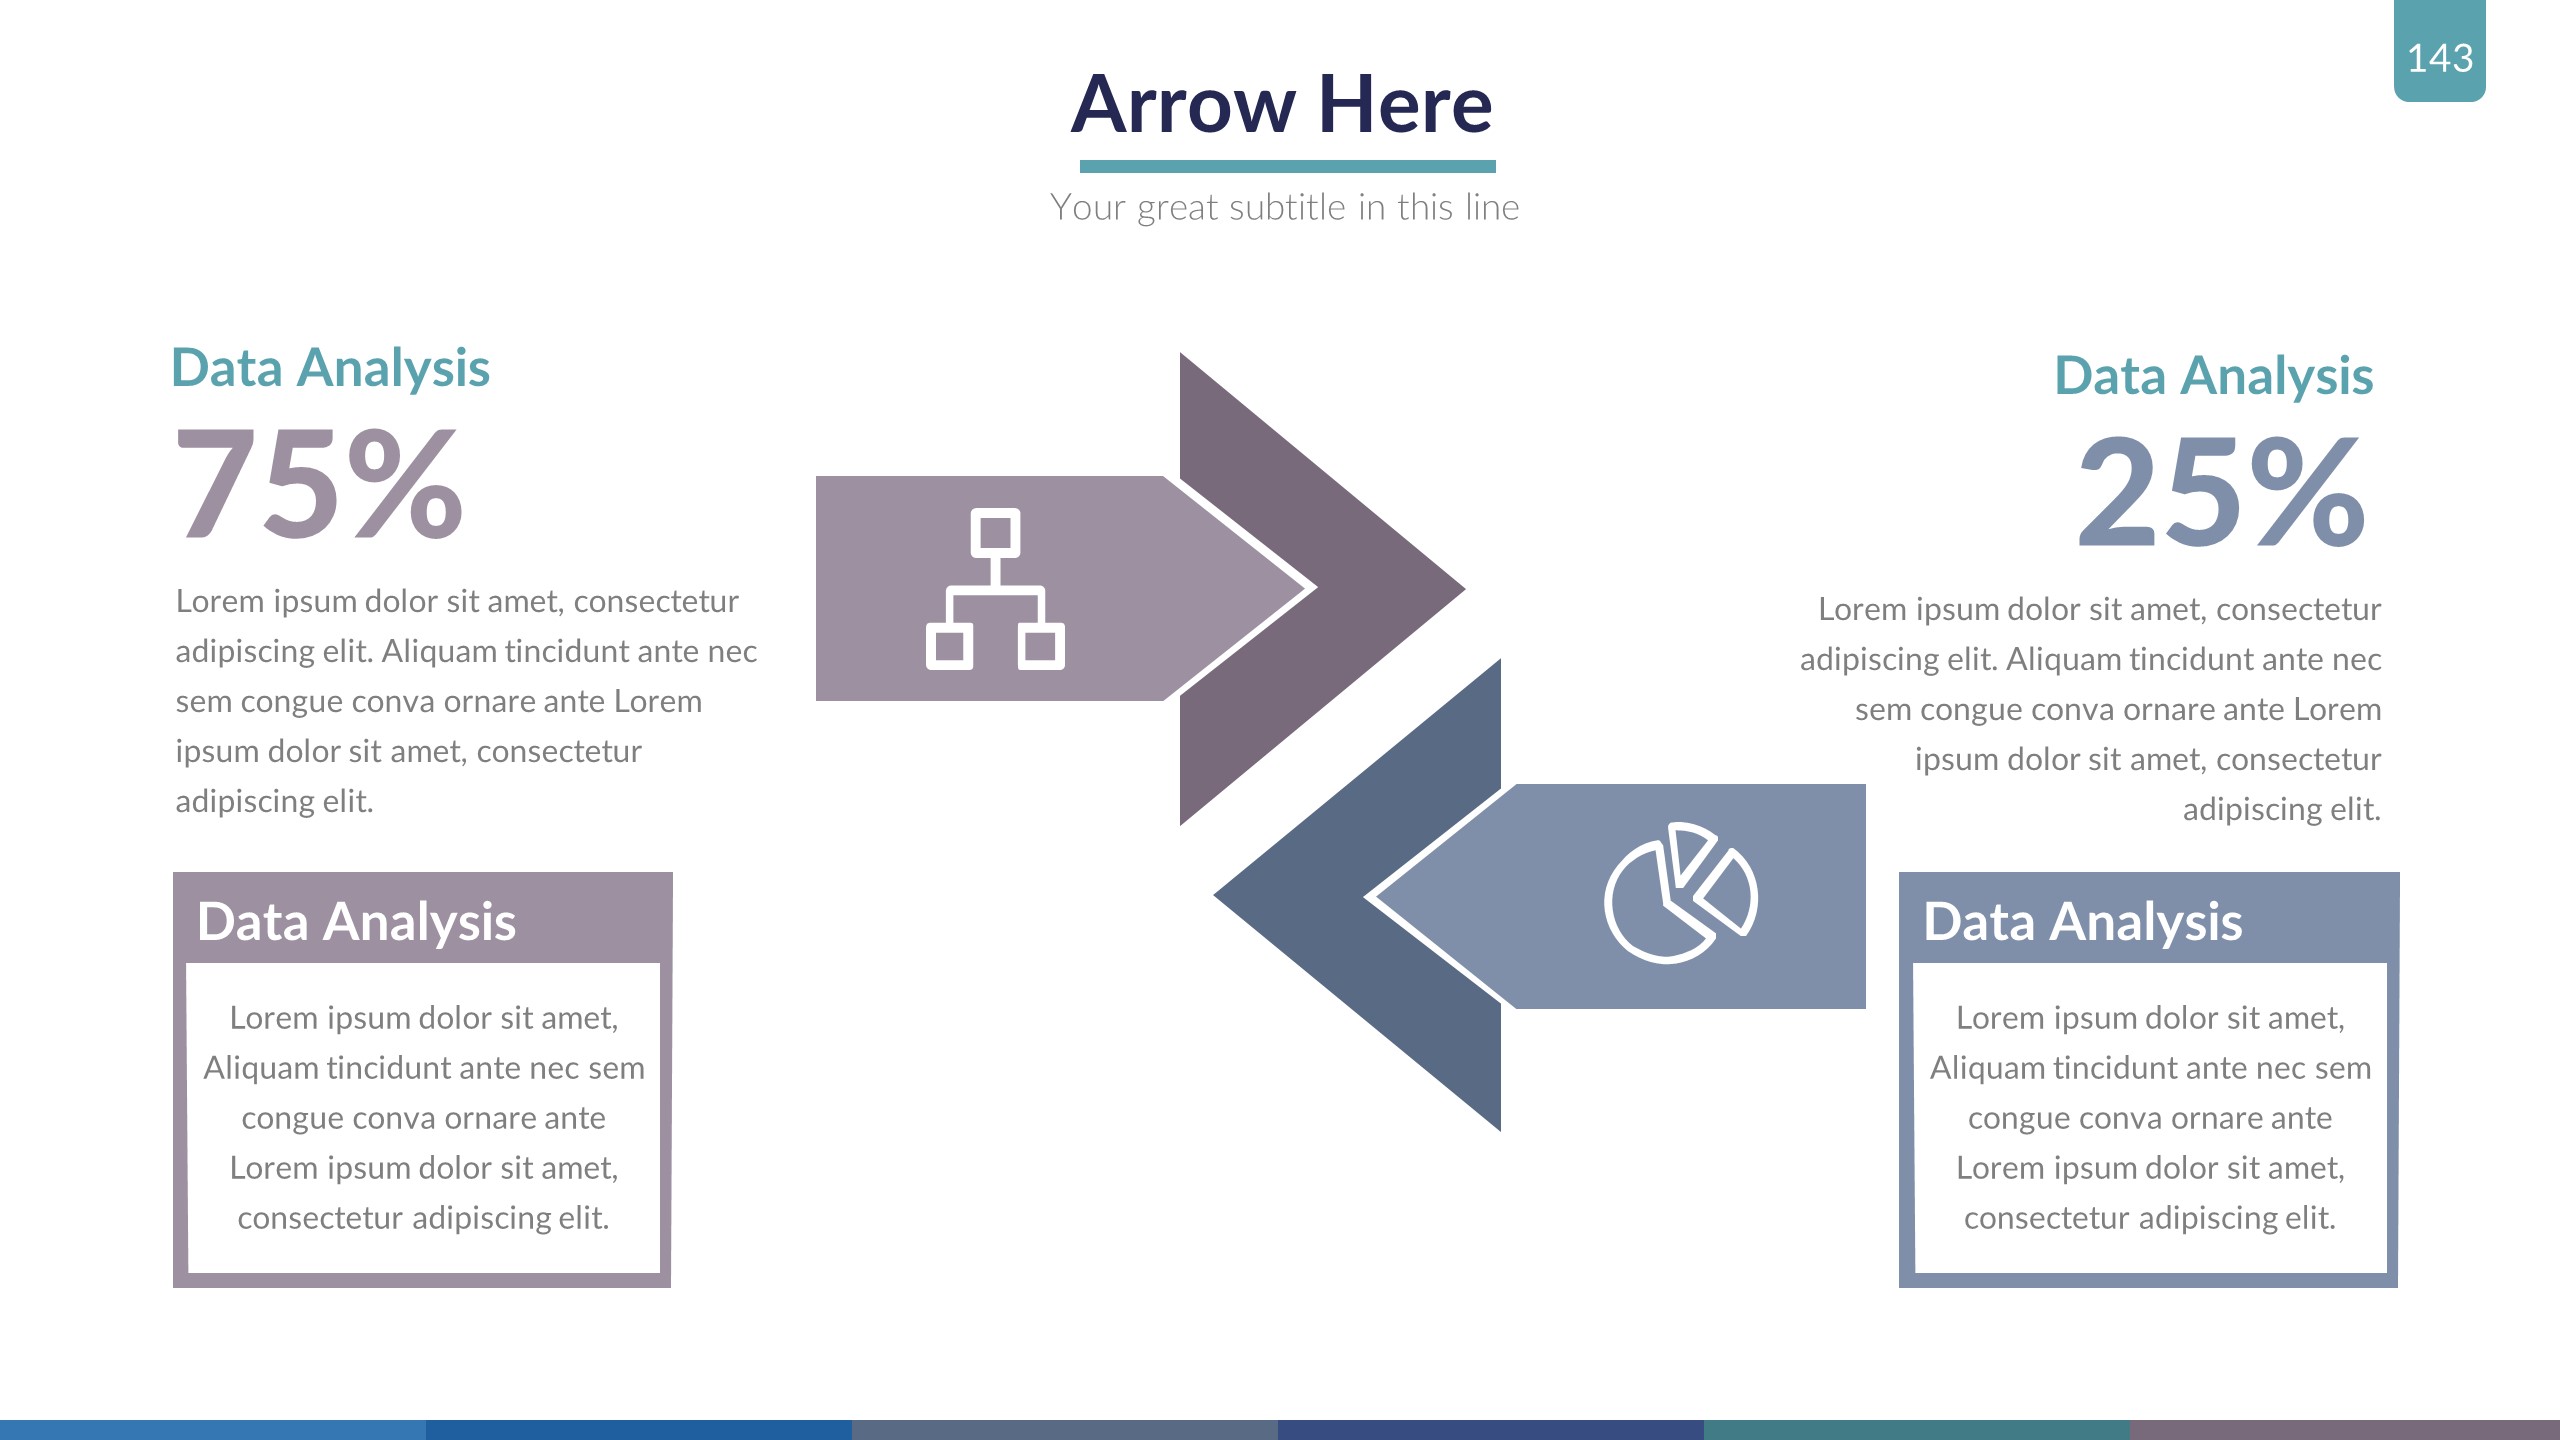 143
Arrow Here
Your great subtitle in this line
Data Analysis
75%
Lorem ipsum dolor sit amet, consectetur
adipiscing elit. Aliquam tincidunt ante nec
sem congue conva ornare ante Lorem
ipsum dolor sit amet, consectetur
adipiscing elit.
Data Analysis
Lorem ipsum dolor sit amet,
Aliquam tincidunt ante nec sem
congue conva ornare ante
Lorem ipsum dolor sit amet,
consectetur adipiscing elit.
Data Analysis
25%
Lorem ipsum dolor sit amet, consectetur
adipiscing elit. Aliquam tincidunt ante nec
sem congue conva ornare ante Lorem
ipsum dolor sit amet, consectetur
adipiscing elit.
Data Analysis
Lorem ipsum dolor sit amet,
Aliquam tincidunt ante nec sem
congue conva ornare ante
Lorem ipsum dolor sit amet,
consectetur adipiscing elit.